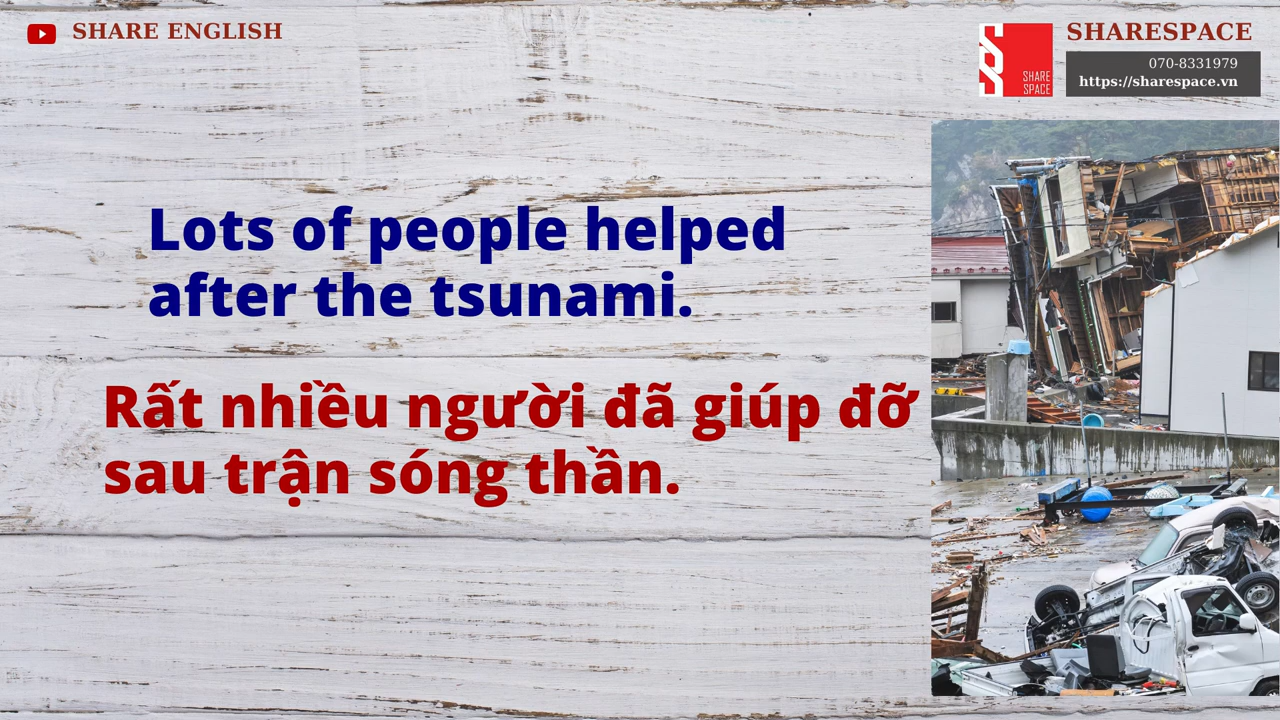 SHARE ENGLISH
SHARESPACE
070-8331979
https://sharespace.vn
SHARE
SPACE
Lots of people helped
after the tsunami.
Rất nhiều người đã giúp đỡ
sau trận sóng thần.